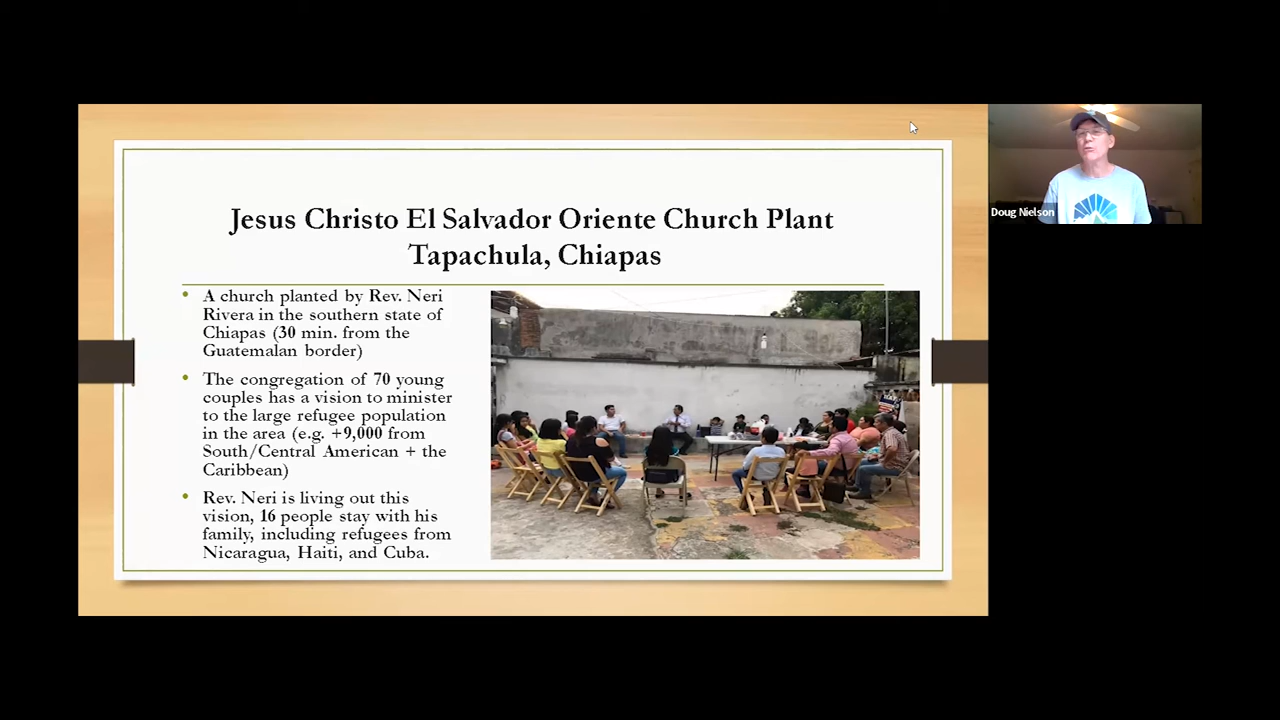 Jesus Christo El Salvador Oriente Church Plant
Tapachula, Chiapas
• A church planted by Rev. Neri
Rivera in the southern state of
Chiapas (30 min. from the
Guatemalan border)
• The congregation of 70 young
couples has a vision to minister
to the large refugee population
in the area (e.g. +9,000 from
South/Central American + the
Caribbean)
• Rev. Neri is living out this
vision, 16 people stay with his
family, including refugees from
Nicaragua, Haiti, and Cuba.
Doug Nielson